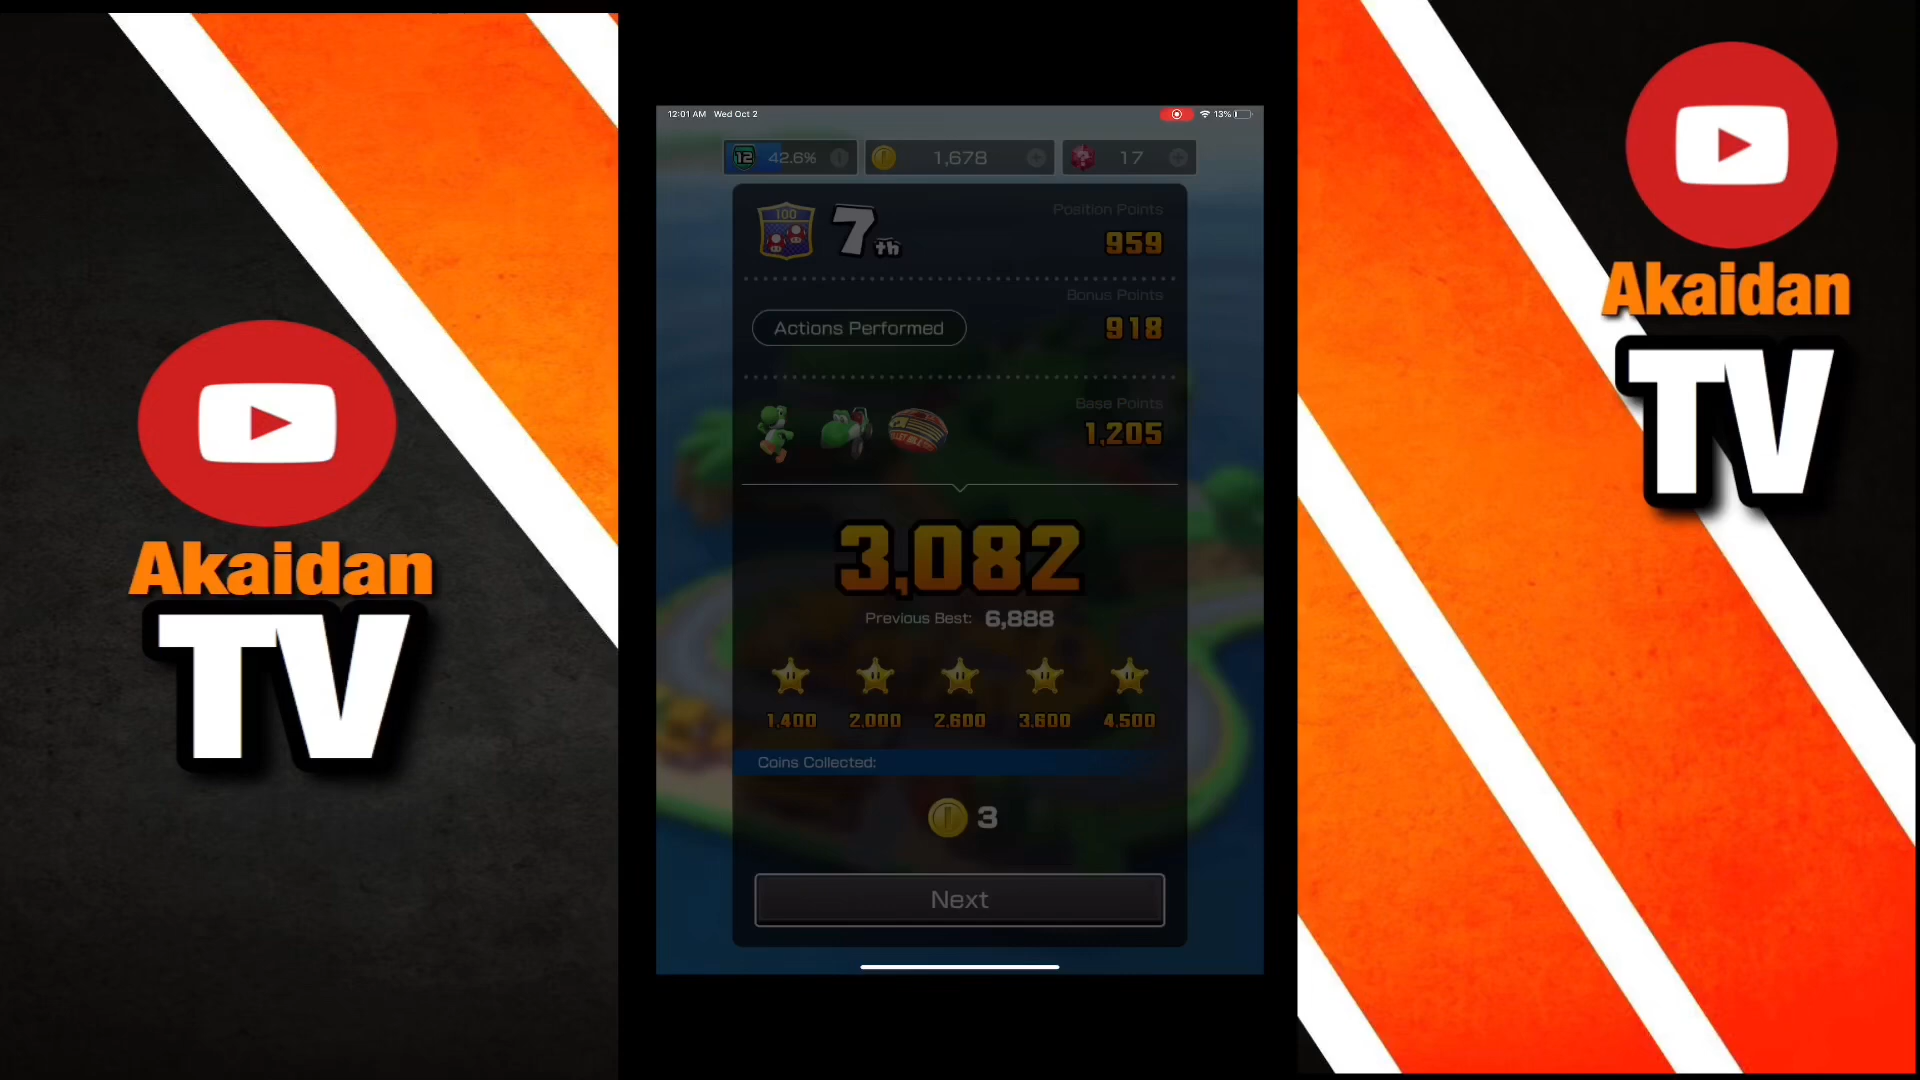 Akaidan
TV
12:01 AM Wed Oct 2
13%
12 42.6%
1,678
17
100
7th
Position Points
959
Bonus Points
Actions Performed
918
Base Points
1,205
3,082
Previous Best: 6,888
1,400 2,000 2,600 3,600 4,500
Coins Collected:
3
Next
Akaidan
TV